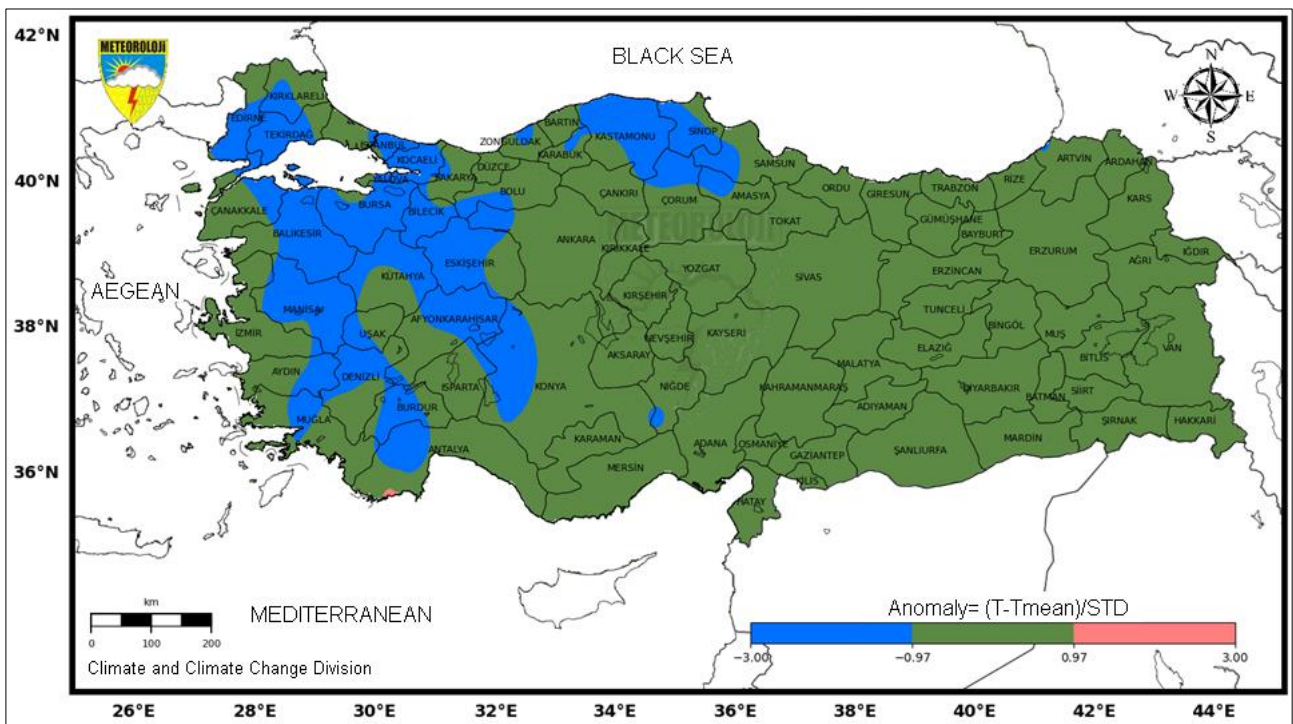 42°N
40°N
38°N
36°N
METEOROLOJİ
BLACK SEA
N
W E
S
KIRKLARELİ
EDİRNE
TEKİRDAĞ
İSTANBUL
KOCAELİ
YALOVA
SAKARYA
DÜZCE
ZONGULDAK
BARTIN
KARABÜK
KASTAMONU
SİNOP
SAMSUN
ORDU
GİRESUN
TRABZON
RİZE
ARTVİN
ARDAHAN
KARS
ÇANAKKALE
BALIKESİR
BURSA
BİLECİK
BOLU
ÇANKIRI
ÇORUM
AMASYA
TOKAT
GÜMÜŞHANE
BAYBURT
ERZURUM
AĞRI
IĞDIR
METEOROLOJİ
KÜTAHYA
ESKİŞEHİR
ANKARA
KIRIKKALE
YOZGAT
SİVAS
ERZİNCAN
AEGEAN
MANİSA
İZMİR
UŞAK
AFYONKARAHİSAR
KIRŞEHİR
NEVŞEHİR
KAYSERİ
AKSARAY
TUNCELİ
BİNGÖL
MUŞ
BİTLİS
VAN
ELAZIĞ
MALATYA
AYDIN
DENİZLİ
ISPARTA
KONYA
NİĞDE
KAHRAMANMARAŞ
ADIYAMAN
DİYARBAKIR
BATMAN
SİİRT
MUĞLA
BURDUR
ANTALYA
KARAMAN
MERSİN
ADANA
OSMANİYE
GAZİANTEP
KİLİS
ŞANLIURFA
MARDİN
ŞIRNAK
HAKKARİ
HATAY
MEDITERRANEAN
km
0 100 200
Climate and Climate Change Division
Anomaly= (T-Tmean)/STD
−3.00 −0.97 0.97 3.00
26°E 28°E 30°E 32°E 34°E 36°E 38°E 40°E 42°E 44°E